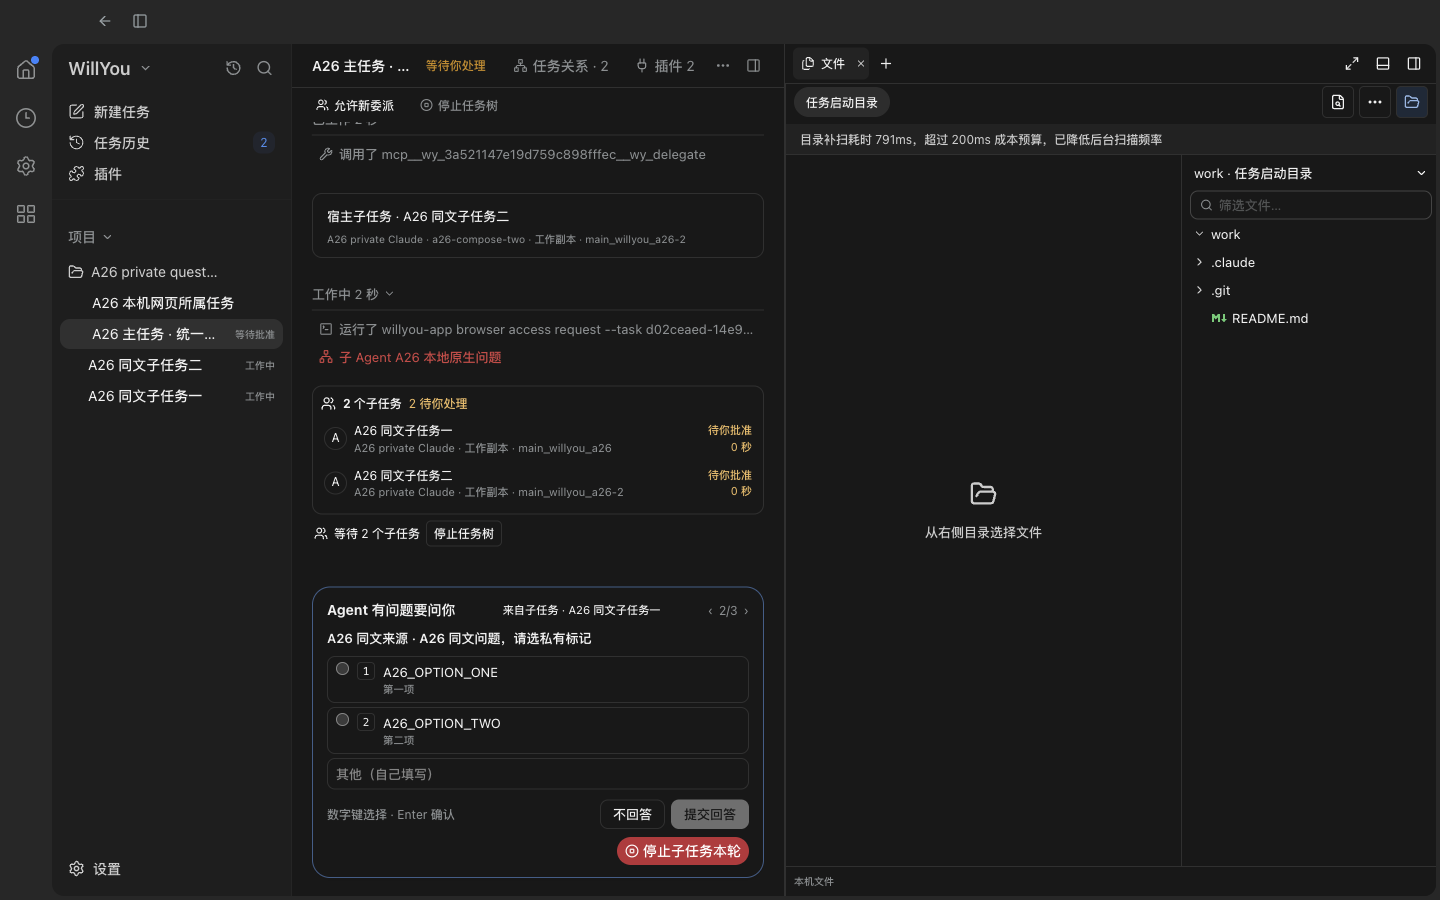 WillYou
新建任务
任务历史
2
插件
项目
A26 private quest...
A26 本机网页所属任务
A26 主任务 · 统一... 等待批准
A26 同文子任务二 工作中
A26 同文子任务一 工作中
设置
A26 主任务 · ... 等待你处理 任务关系 · 2 插件 2
允许新委派 停止任务树
调用了 mcp__wy_3a521147e19d759c898fffec__wy_delegate
宿主子任务 · A26 同文子任务二
A26 private Claude · a26-compose-two · 工作副本 · main_willyou_a26-2
工作中 2 秒
运行了 willyou-app browser access request --task d02ceaed-14e9...
子 Agent A26 本地原生问题
2 个子任务 2 待你处理
A
A26 同文子任务一 待你批准
A26 private Claude · 工作副本 · main_willyou_a26 0 秒
A
A26 同文子任务二 待你批准
A26 private Claude · 工作副本 · main_willyou_a26-2 0 秒
等待 2 个子任务 停止任务树
Agent 有问题要问你 来自子任务 · A26 同文子任务一 ‹ 2/3 ›
A26 同文来源 · A26 同文问题，请选私有标记
1 A26_OPTION_ONE
第一项
2 A26_OPTION_TWO
第二项
其他（自己填写）
数字键选择 · Enter 确认 不回答 提交回答
停止子任务本轮
文件
任务启动目录
目录补扫耗时 791ms，超过 200ms 成本预算，已降低后台扫描频率
从右侧目录选择文件
work · 任务启动目录
筛选文件...
work
.claude
.git
README.md
本机文件